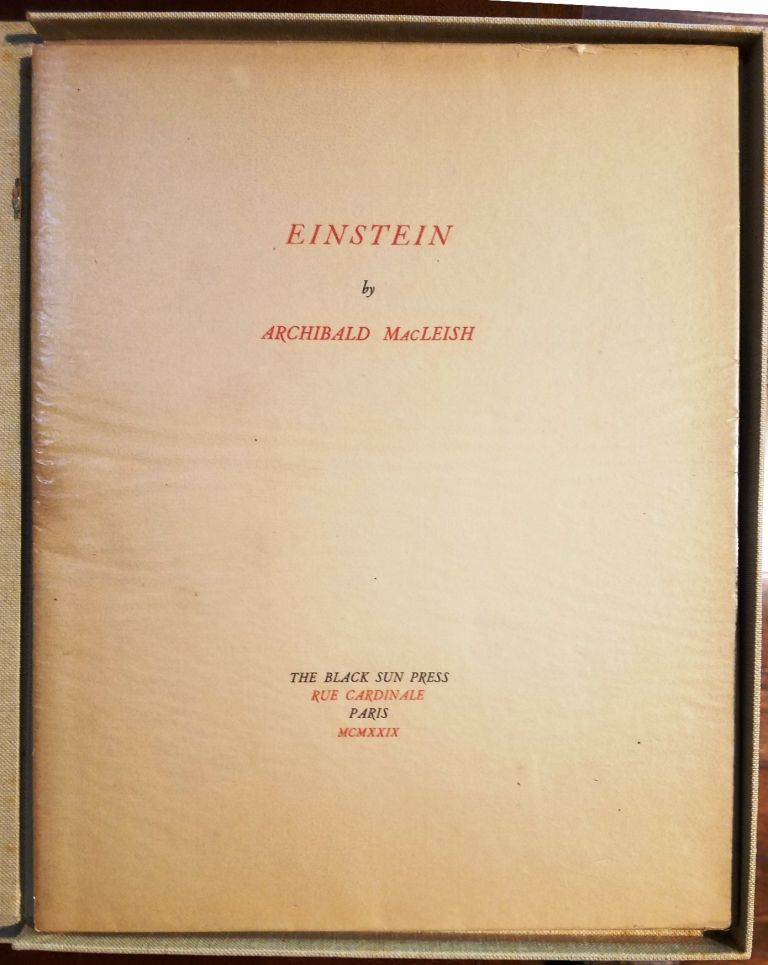 EINSTEIN
by
ARCHIBALD MacLEISH
THE BLACK SUN PRESS
RUE CARDINALE
PARIS
MCMXXIX